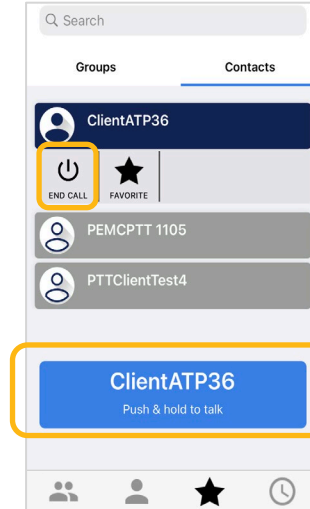 Search
Groups Contacts
ClientATP36
END CALL FAVORITE
PEMCPTT 1105
PTTClientTest4
ClientATP36
Push & hold to talk